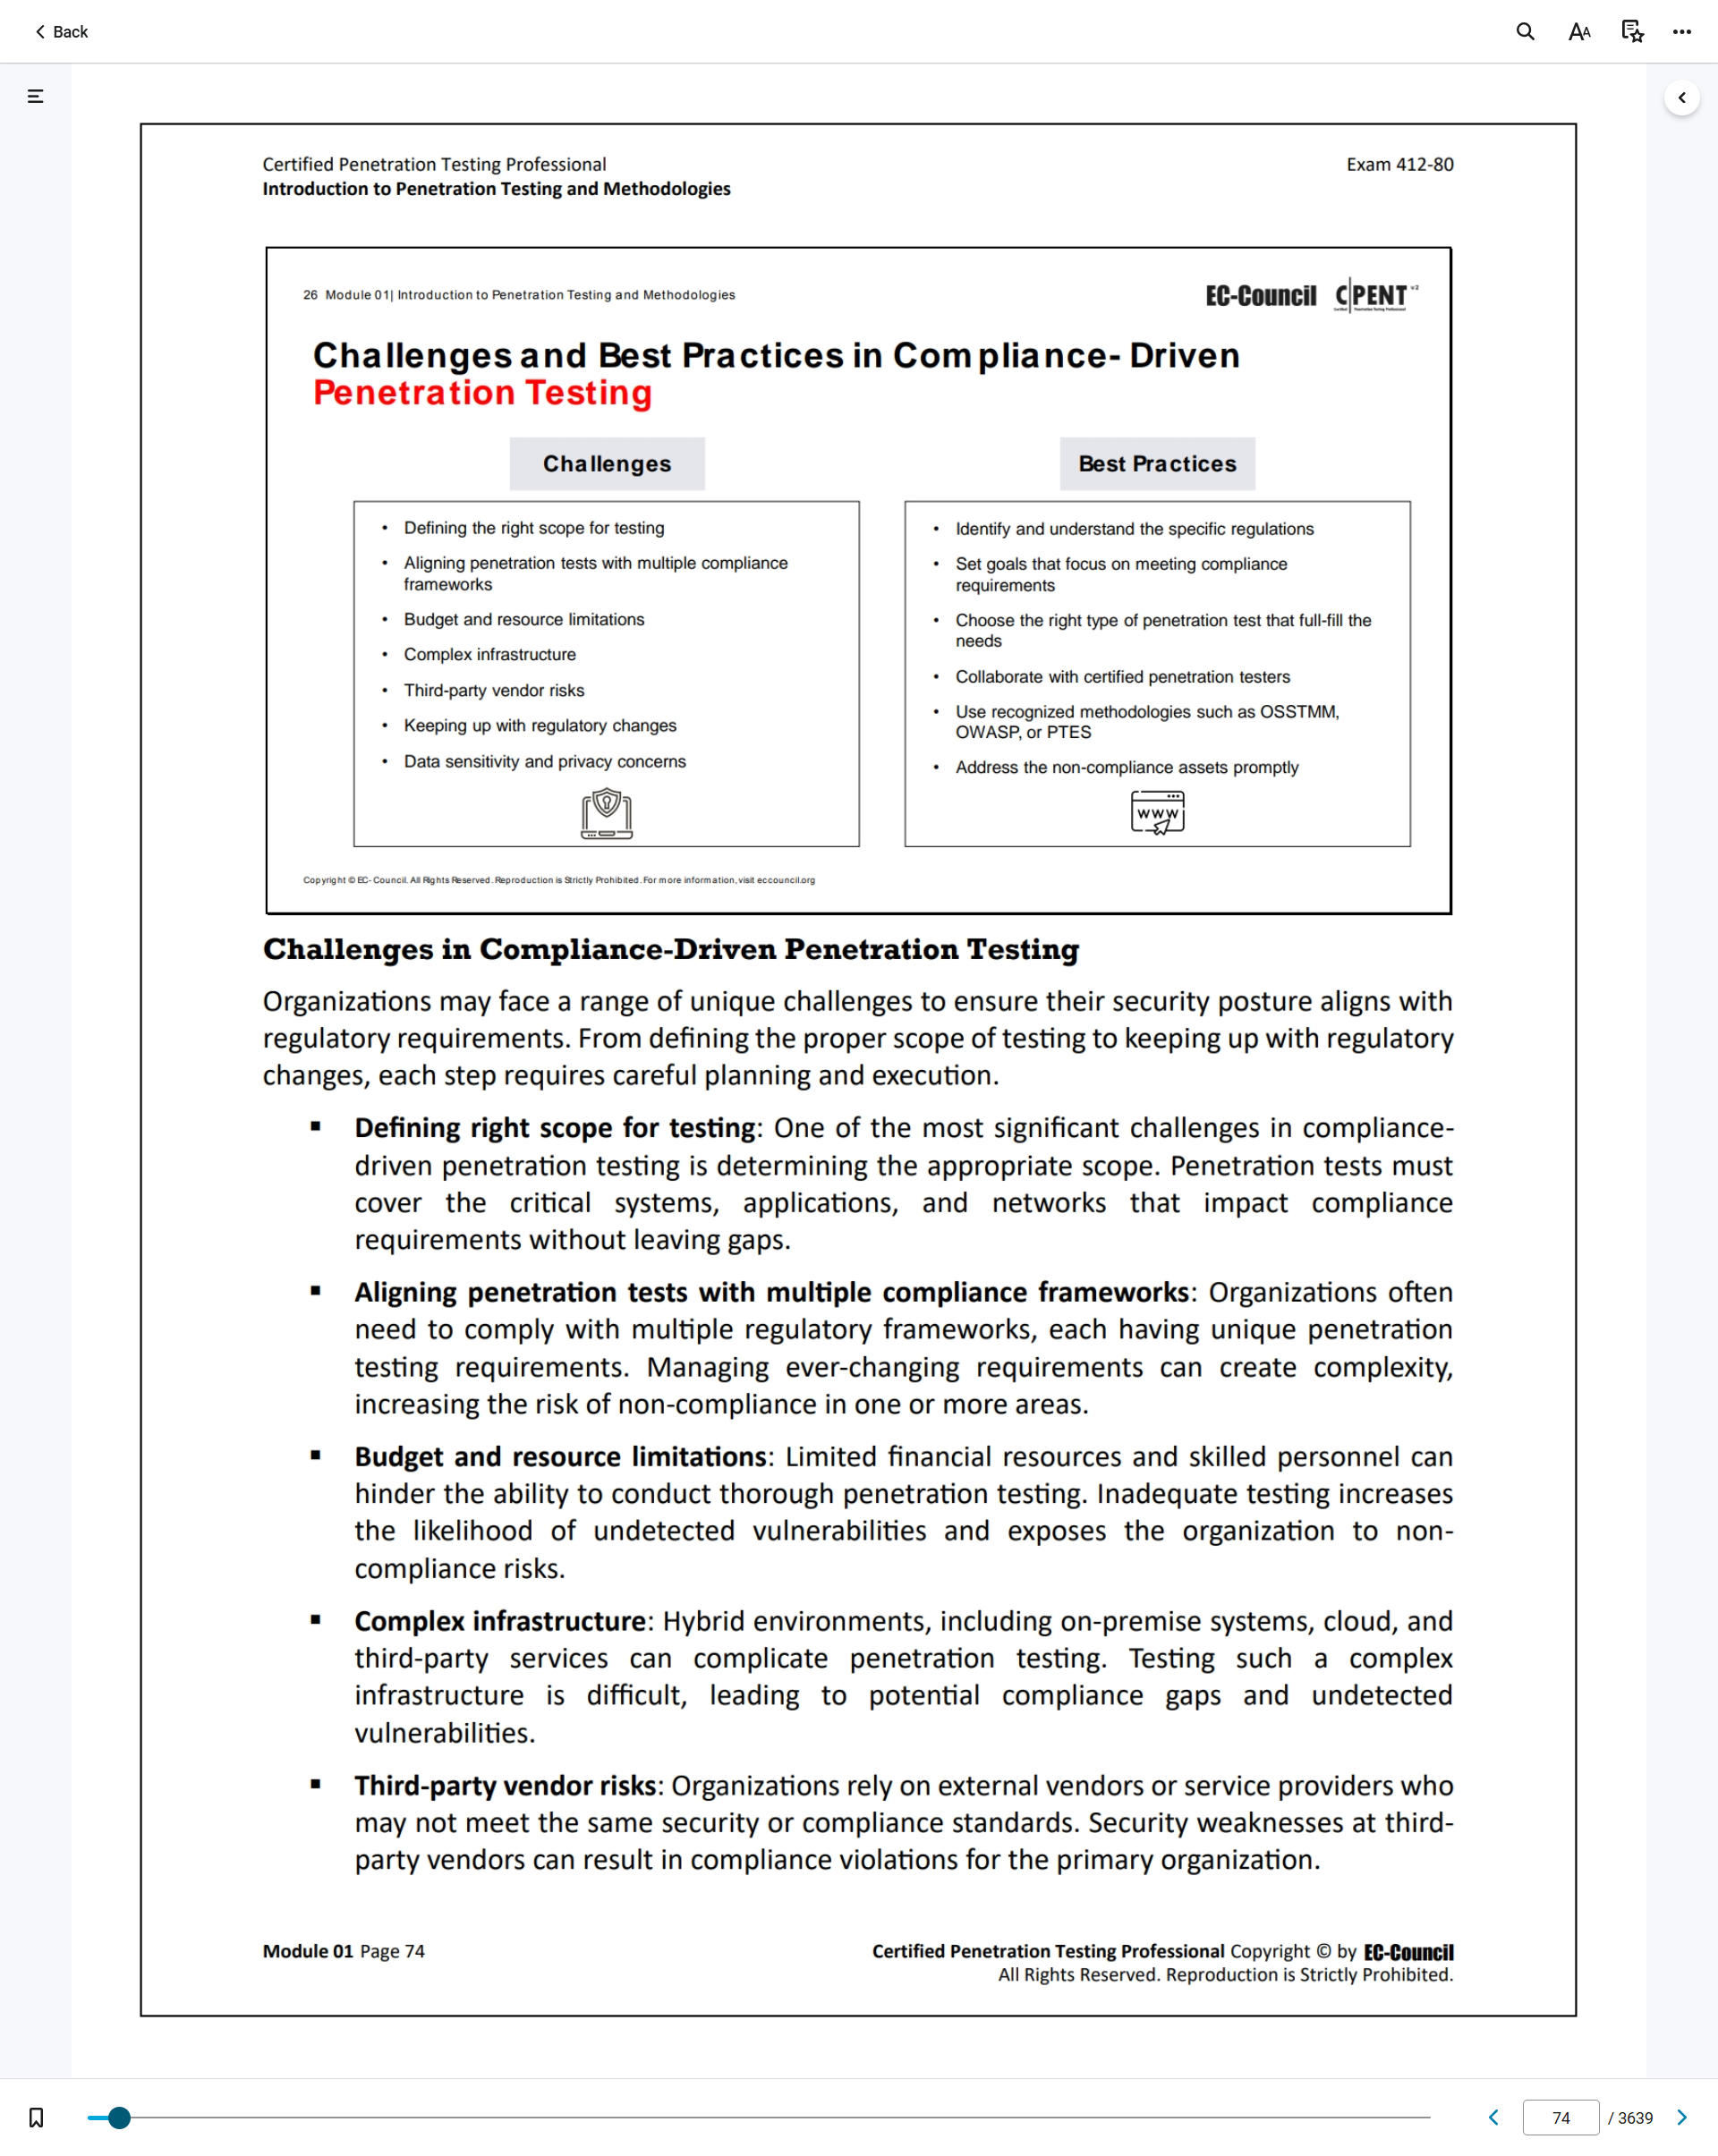 Back
Certified Penetration Testing Professional
Exam 412-80
Introduction to Penetration Testing and Methodologies
26 Module 01| Introduction to Penetration Testing and Methodologies
EC-Council C|PENT v2
Challenges and Best Practices in Compliance- Driven
Penetration Testing
Challenges
• Defining the right scope for testing
• Aligning penetration tests with multiple compliance
frameworks
• Budget and resource limitations
• Complex infrastructure
• Third-party vendor risks
• Keeping up with regulatory changes
• Data sensitivity and privacy concerns
Best Practices
• Identify and understand the specific regulations
• Set goals that focus on meeting compliance
requirements
• Choose the right type of penetration test that full-fill the
needs
• Collaborate with certified penetration testers
• Use recognized methodologies such as OSSTMM,
OWASP, or PTES
• Address the non-compliance assets promptly
WWW
Copyright © EC- Council. All Rights Reserved. Reproduction is Strictly Prohibited. For more information, visit eccouncil.org
Challenges in Compliance-Driven Penetration Testing
Organizations may face a range of unique challenges to ensure their security posture aligns with
regulatory requirements. From defining the proper scope of testing to keeping up with regulatory
changes, each step requires careful planning and execution.
▪ Defining right scope for testing: One of the most significant challenges in compliance-
driven penetration testing is determining the appropriate scope. Penetration tests must
cover the critical systems, applications, and networks that impact compliance
requirements without leaving gaps.
▪ Aligning penetration tests with multiple compliance frameworks: Organizations often
need to comply with multiple regulatory frameworks, each having unique penetration
testing requirements. Managing ever-changing requirements can create complexity,
increasing the risk of non-compliance in one or more areas.
▪ Budget and resource limitations: Limited financial resources and skilled personnel can
hinder the ability to conduct thorough penetration testing. Inadequate testing increases
the likelihood of undetected vulnerabilities and exposes the organization to non-
compliance risks.
▪ Complex infrastructure: Hybrid environments, including on-premise systems, cloud, and
third-party services can complicate penetration testing. Testing such a complex
infrastructure is difficult, leading to potential compliance gaps and undetected
vulnerabilities.
▪ Third-party vendor risks: Organizations rely on external vendors or service providers who
may not meet the same security or compliance standards. Security weaknesses at third-
party vendors can result in compliance violations for the primary organization.
Module 01 Page 74
Certified Penetration Testing Professional Copyright © by EC-Council
All Rights Reserved. Reproduction is Strictly Prohibited.
74 / 3639